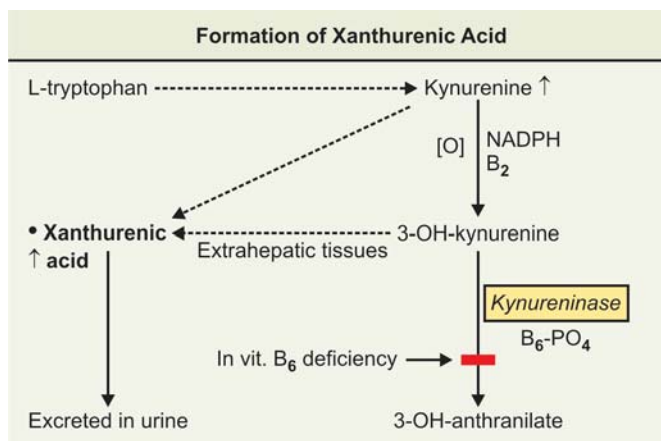 Formation of Xanthurenic Acid
L-tryptophan
Kynurenine ↑
[O]
NADPH
B₂
• Xanthurenic
↑ acid
Extrahepatic tissues
3-OH-kynurenine
Kynureninase
B₆-PO₄
In vit. B₆ deficiency
Excreted in urine
3-OH-anthranilate